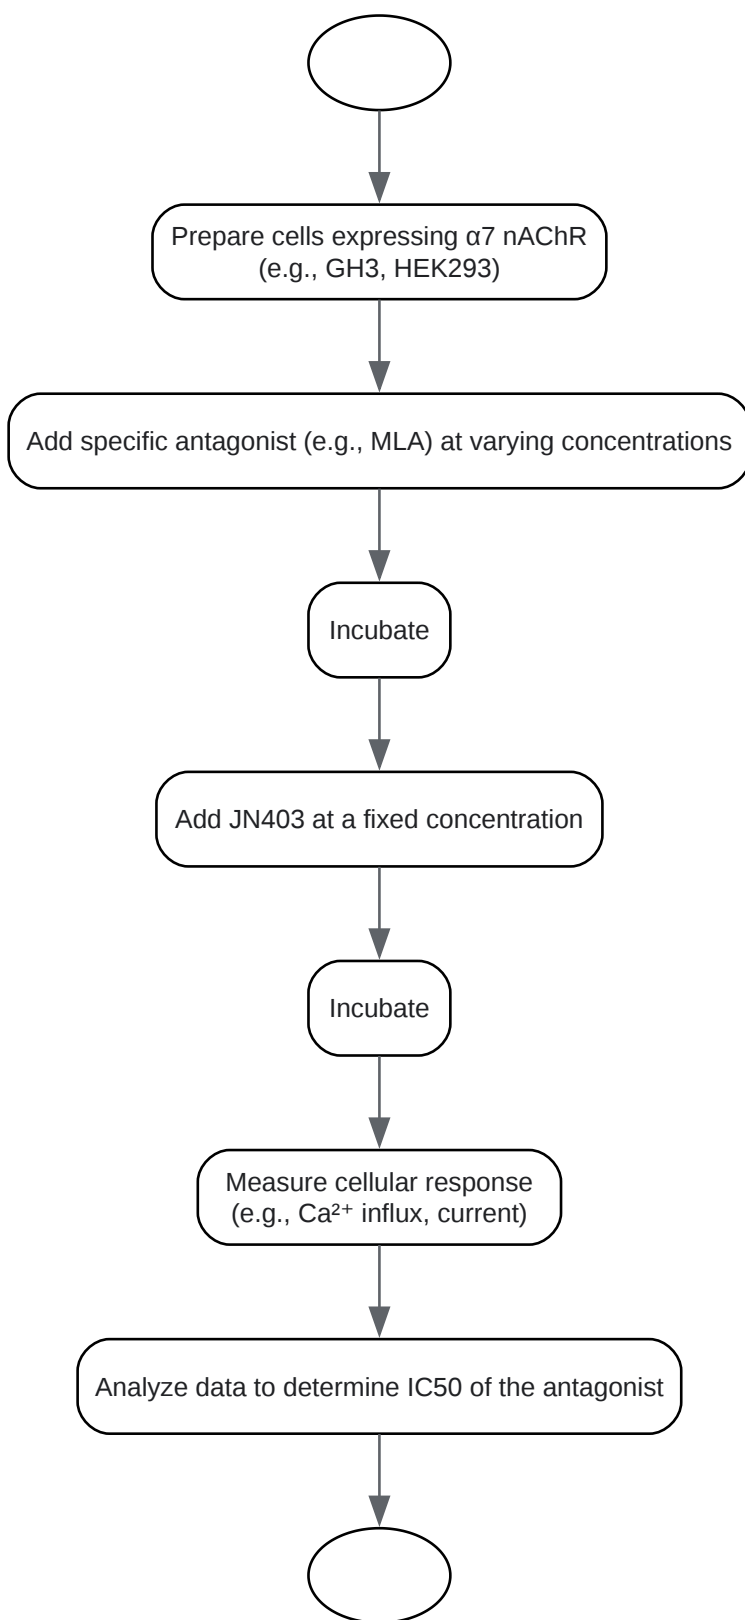 Prepare cells expressing α7 nAChR
(e.g., GH3, HEK293)
Add specific antagonist (e.g., MLA) at varying concentrations
Incubate
Add JN403 at a fixed concentration
Incubate
Measure cellular response
(e.g., Ca²⁺ influx, current)
Analyze data to determine IC50 of the antagonist